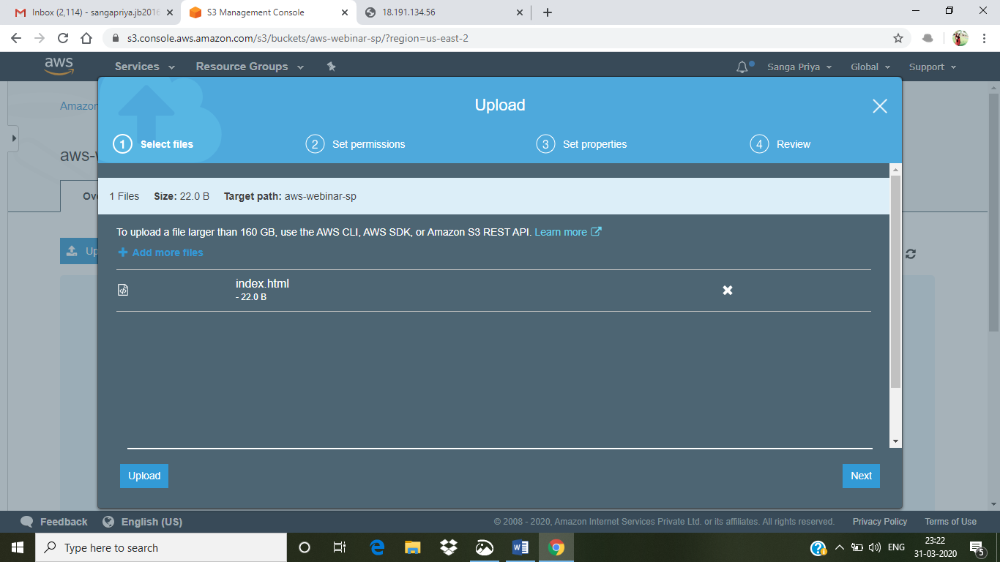 Inbox (2,114) - sangapriya.jb2016
S3 Management Console
18.191.134.56
s3.console.aws.amazon.com/s3/buckets/aws-webinar-sp/?region=us-east-2
aws
Services
Resource Groups
Sanga Priya
Global
Support
Amazon
aws-w
Ove
Up
Upload
1 Select files
2 Set permissions
3 Set properties
4 Review
1 Files Size: 22.0 B Target path: aws-webinar-sp
To upload a file larger than 160 GB, use the AWS CLI, AWS SDK, or Amazon S3 REST API. Learn more
Add more files
index.html
- 22.0 B
Upload
Next
Feedback
English (US)
© 2008 - 2020, Amazon Internet Services Private Ltd. or its affiliates. All rights reserved.
Privacy Policy
Terms of Use
Type here to search
ENG
23:22
31-03-2020
5